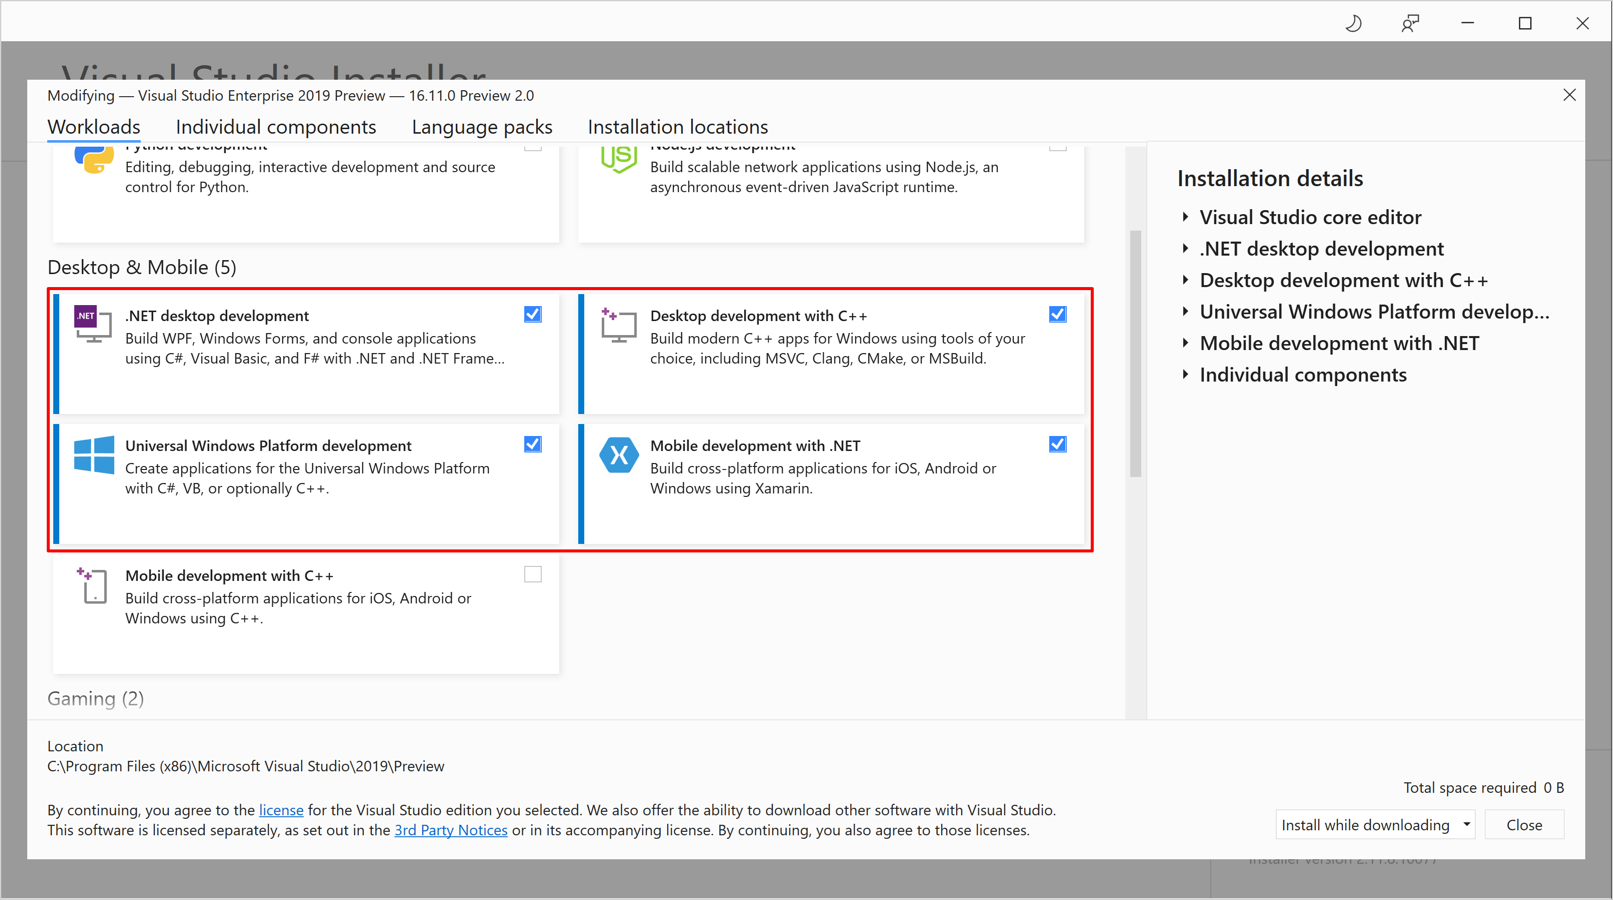 Visual Studio Installer
Modifying — Visual Studio Enterprise 2019 Preview — 16.11.0 Preview 2.0
Workloads
Individual components
Language packs
Installation locations
Python development
Editing, debugging, interactive development and source
control for Python.
Node.js development
Build scalable network applications using Node.js, an
asynchronous event-driven JavaScript runtime.
Desktop & Mobile (5)
.NET
.NET desktop development
Build WPF, Windows Forms, and console applications
using C#, Visual Basic, and F# with .NET and .NET Frame...
Desktop development with C++
Build modern C++ apps for Windows using tools of your
choice, including MSVC, Clang, CMake, or MSBuild.
Universal Windows Platform development
Create applications for the Universal Windows Platform
with C#, VB, or optionally C++.
Mobile development with .NET
Build cross-platform applications for iOS, Android or
Windows using Xamarin.
Mobile development with C++
Build cross-platform applications for iOS, Android or
Windows using C++.
Gaming (2)
Installation details
Visual Studio core editor
.NET desktop development
Desktop development with C++
Universal Windows Platform develop...
Mobile development with .NET
Individual components
Location
C:\Program Files (x86)\Microsoft Visual Studio\2019\Preview
By continuing, you agree to the license for the Visual Studio edition you selected. We also offer the ability to download other software with Visual Studio.
This software is licensed separately, as set out in the 3rd Party Notices or in its accompanying license. By continuing, you also agree to those licenses.
Total space required 0 B
Install while downloading
Close
Installer version